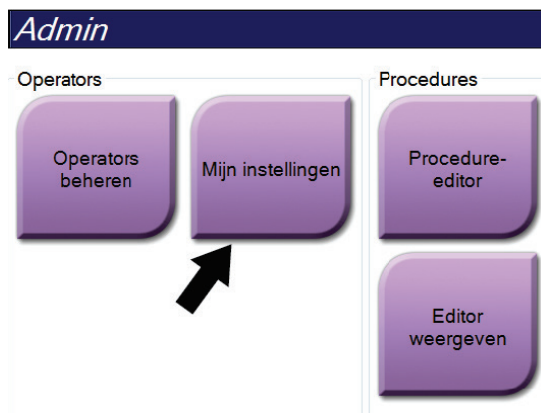 Admin
Operators
Procedures
Operators
beheren
Mijn instellingen
Procedure-
editor
Editor
weergeven